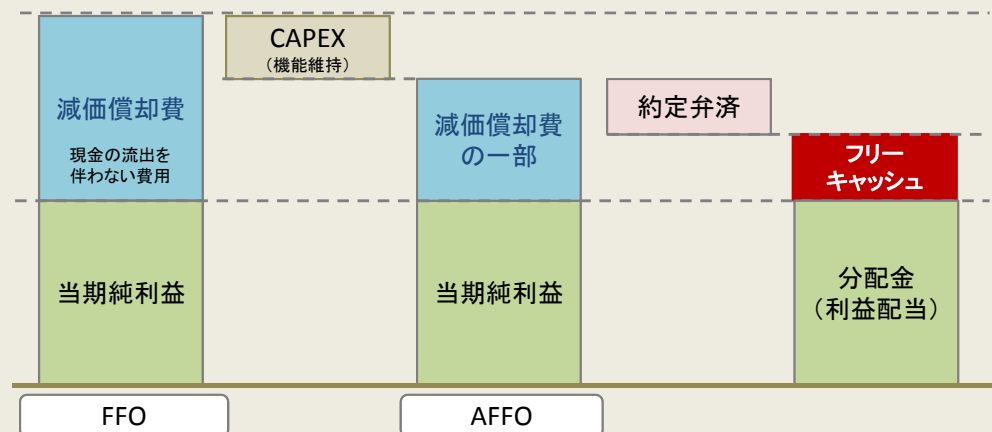 減価償却費
現金の流出を
伴わない費用
当期純利益
FFO
CAPEX
（機能維持）
減価償却費
の一部
当期純利益
AFFO
約定弁済
フリー
キャッシュ
分配金
（利益配当）